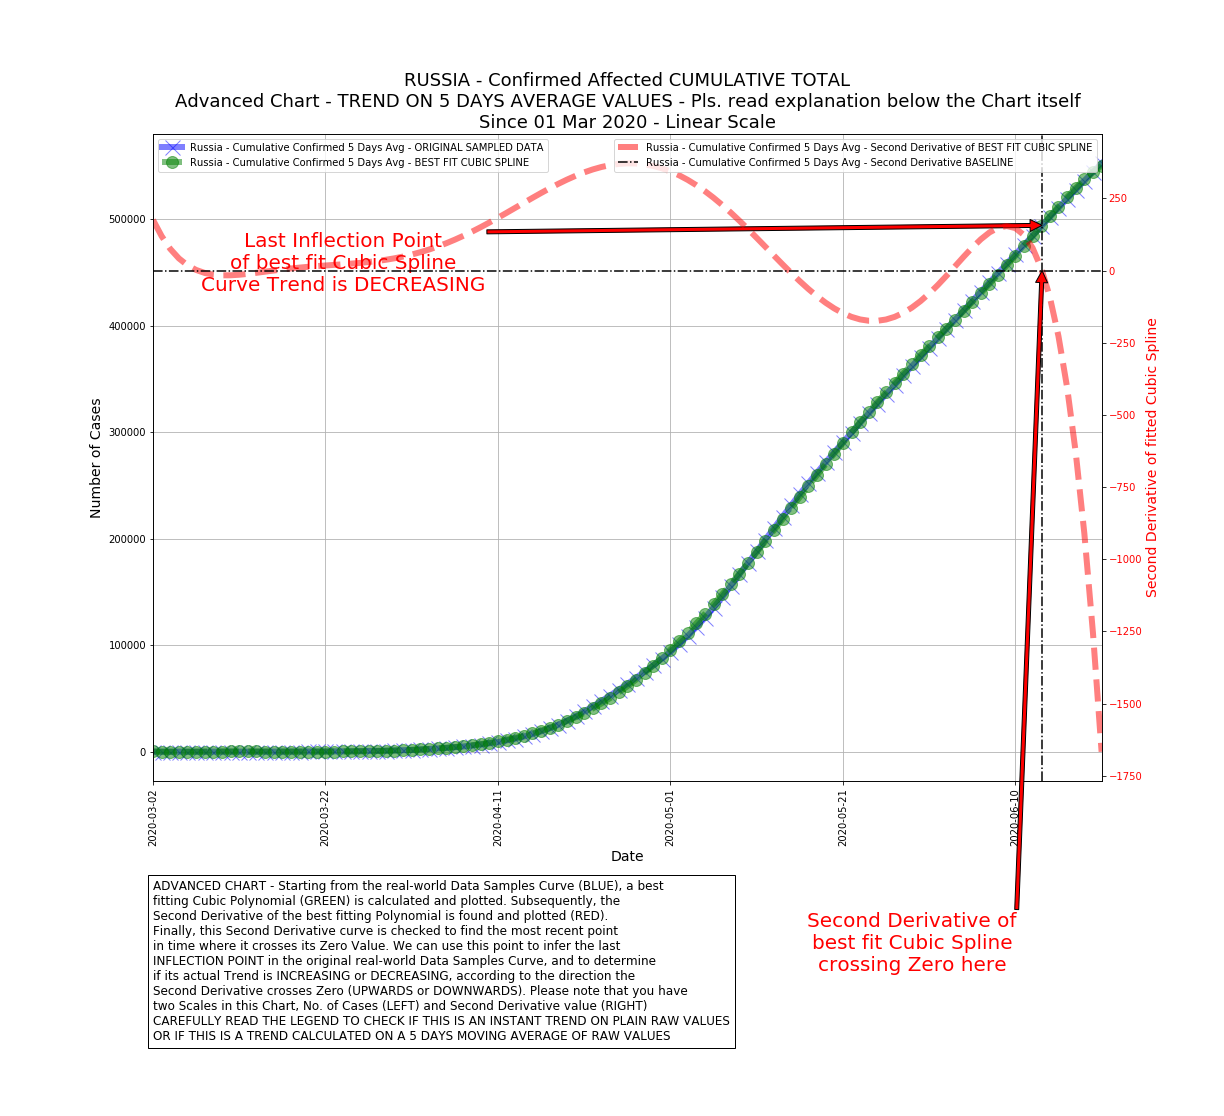 RUSSIA - Confirmed Affected CUMULATIVE TOTAL
Advanced Chart - TREND ON 5 DAYS AVERAGE VALUES - Pls. read explanation below the Chart itself
Since 01 Mar 2020 - Linear Scale
Russia - Cumulative Confirmed 5 Days Avg - ORIGINAL SAMPLED DATA
Russia - Cumulative Confirmed 5 Days Avg - BEST FIT CUBIC SPLINE
Russia - Cumulative Confirmed 5 Days Avg - Second Derivative of BEST FIT CUBIC SPLINE
Russia - Cumulative Confirmed 5 Days Avg - Second Derivative BASELINE
Last Inflection Point
of best fit Cubic Spline
Curve Trend is DECREASING
Number of Cases
500000
400000
300000
200000
100000
0
250
0
−250
−500
−750
−1000
−1250
−1500
−1750
Second Derivative of fitted Cubic Spline
2020-03-02
2020-03-22
2020-04-11
2020-05-01
2020-05-21
2020-06-10
Date
ADVANCED CHART - Starting from the real-world Data Samples Curve (BLUE), a best
fitting Cubic Polynomial (GREEN) is calculated and plotted. Subsequently, the
Second Derivative of the best fitting Polynomial is found and plotted (RED).
Finally, this Second Derivative curve is checked to find the most recent point
in time where it crosses its Zero Value. We can use this point to infer the last
INFLECTION POINT in the original real-world Data Samples Curve, and to determine
if its actual Trend is INCREASING or DECREASING, according to the direction the
Second Derivative crosses Zero (UPWARDS or DOWNWARDS). Please note that you have
two Scales in this Chart, No. of Cases (LEFT) and Second Derivative value (RIGHT)
CAREFULLY READ THE LEGEND TO CHECK IF THIS IS AN INSTANT TREND ON PLAIN RAW VALUES
OR IF THIS IS A TREND CALCULATED ON A 5 DAYS MOVING AVERAGE OF RAW VALUES
Second Derivative of
best fit Cubic Spline
crossing Zero here